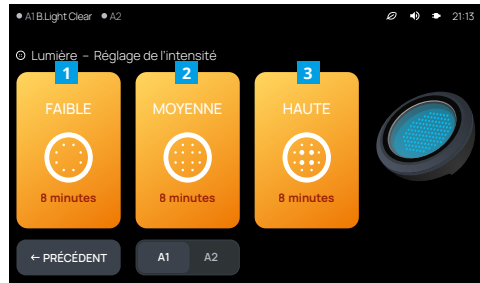 A1 B.Light Clear A2 21:13
Lumière – Réglage de l'intensité
1 2 3
FAIBLE MOYENNE HAUTE
8 minutes 8 minutes 8 minutes
← PRÉCÉDENT A1 A2